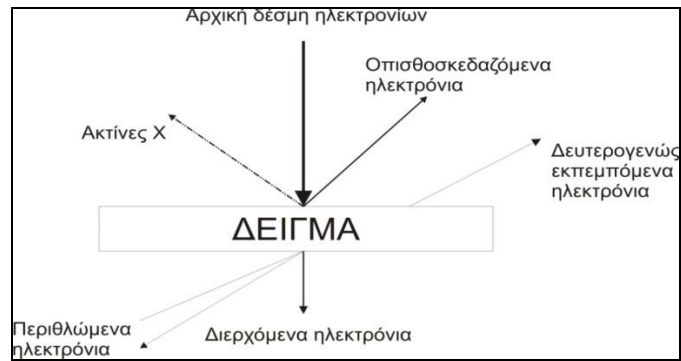 Αρχική δέσμη ηλεκτρονίων
Οπισθοσκεδαζόμενα
ηλεκτρόνια
Ακτίνες Χ
Δευτερογενώς
εκπεμπόμενα
ηλεκτρόνια
ΔΕΙΓΜΑ
Περιθλώμενα
ηλεκτρόνια
Διερχόμενα ηλεκτρόνια